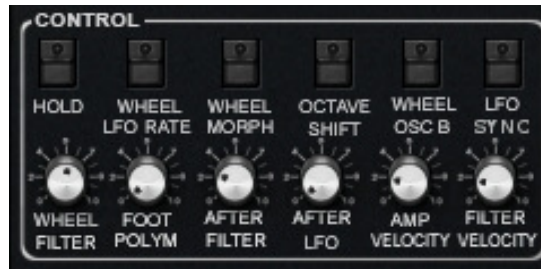 CONTROL
HOLD
WHEEL
LFO RATE
WHEEL
MORPH
OCTAVE
SHIFT
WHEEL
OSC B
LFO
SYNC
WHEEL
FILTER
FOOT
POLYM
AFTER
FILTER
AFTER
LFO
AMP
VELOCITY
FILTER
VELOCITY